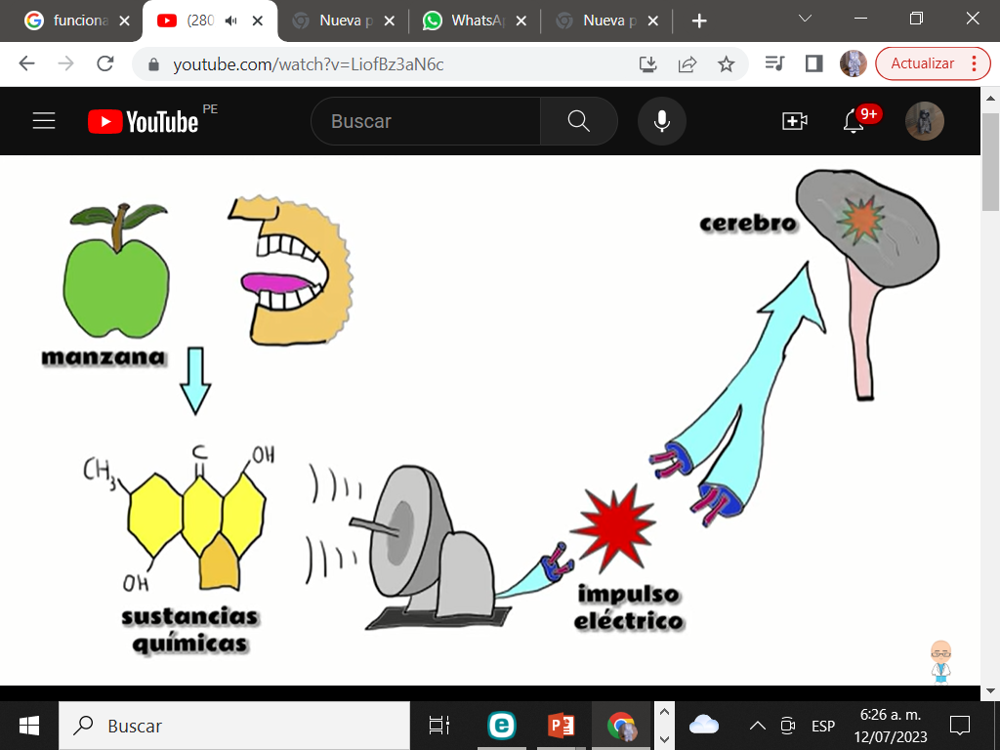 funciona
(280
Nueva p
WhatsAp
Nueva p
youtube.com/watch?v=LiofBz3aN6c
Actualizar
YouTube PE
Buscar
9+
cerebro
manzana
CH3
C
OH
OH
sustancias
químicas
impulso
eléctrico
Buscar
ESP
6:26 a. m.
12/07/2023